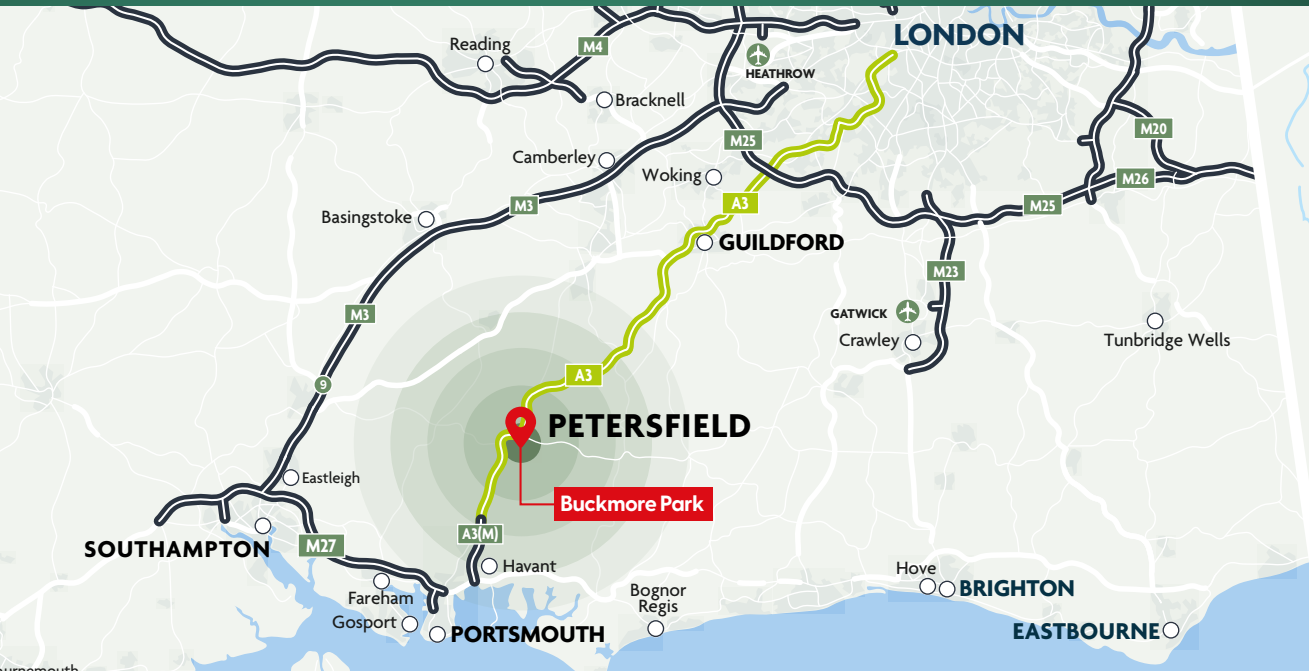 LONDON
Reading
M4
HEATHROW
Bracknell
M25
M20
Camberley
Woking
M26
A3
M3
M25
Basingstoke
GUILDFORD
M23
M3
GATWICK
Crawley
Tunbridge Wells
A3
9
PETERSFIELD
Eastleigh
Buckmore Park
A3(M)
SOUTHAMPTON
M27
Havant
Hove
BRIGHTON
Fareham
Bognor
Regis
Gosport
PORTSMOUTH
EASTBOURNE